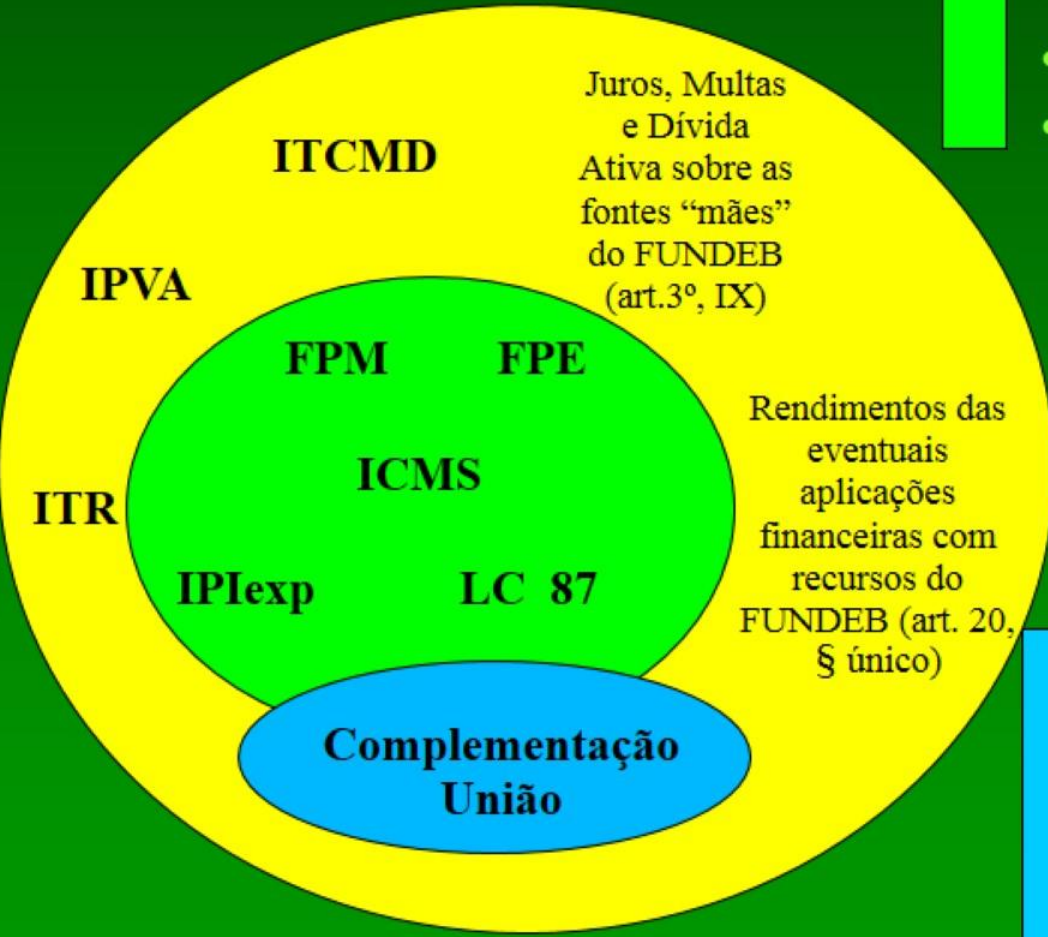 ITCMD
Juros, Multas
e Dívida
Ativa sobre as
fontes “mães”
do FUNDEB
(art.3º, IX)
IPVA
FPM FPE
ICMS
ITR
IPIexp LC 87
Rendimentos das
eventuais
aplicações
financeiras com
recursos do
FUNDEB (art. 20,
§ único)
Complementação
União